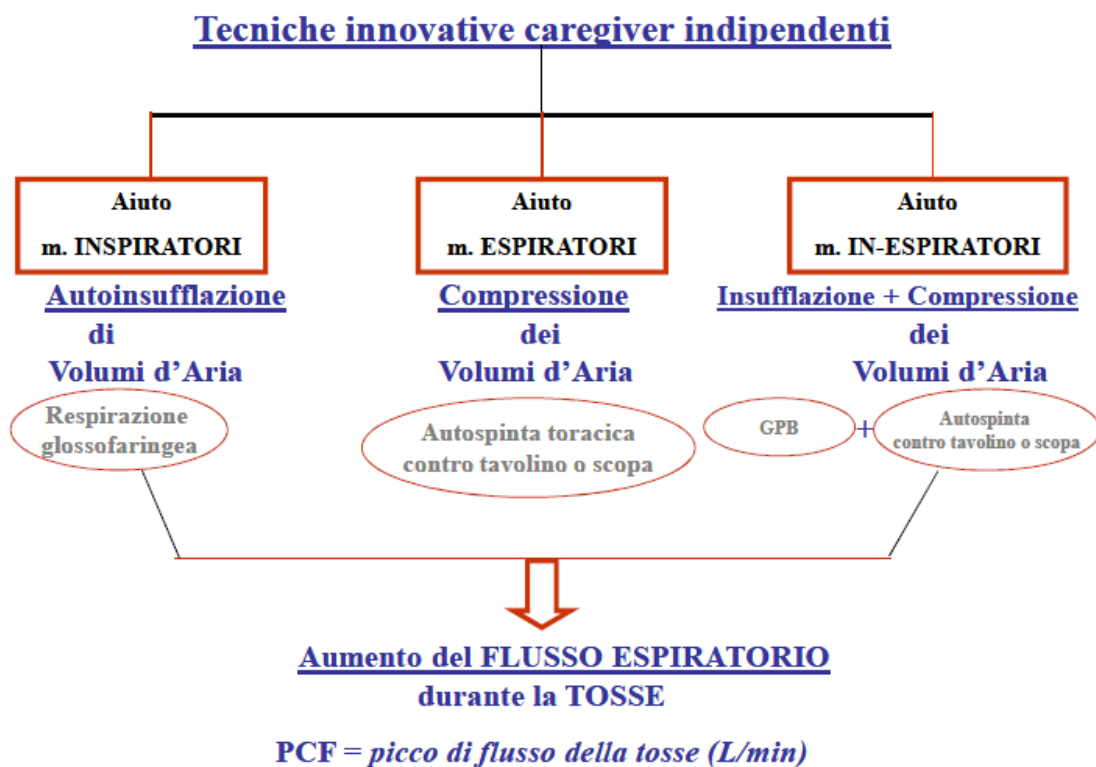 Tecniche innovative caregiver indipendenti
Aiuto
m. INSPIRATORI
Autoinsufflazione
di
Volumi d'Aria
Respirazione
glossofaringea
Aiuto
m. ESPIRATORI
Compressione
dei
Volumi d'Aria
Autospinta toracica
contro tavolino o scopa
Aiuto
m. IN-ESPIRATORI
Insufflazione + Compressione
dei
Volumi d'Aria
GPB
+
Autospinta
contro tavolino o scopa
Aumento del FLUSSO ESPIRATORIO
durante la TOSSE
PCF = picco di flusso della tosse (L/min)